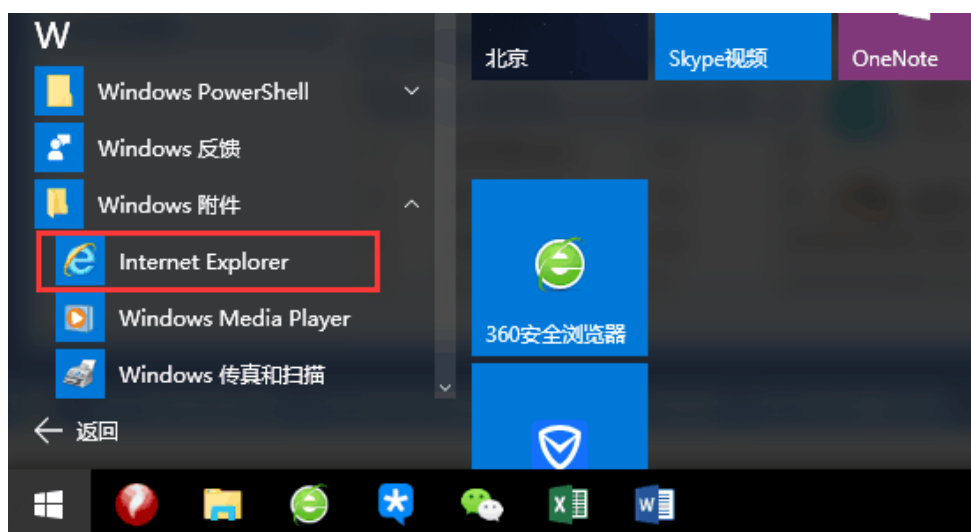 W
Windows PowerShell
Windows 反馈
Windows 附件
Internet Explorer
Windows Media Player
Windows 传真和扫描
返回
北京
Skype视频
OneNote
360安全浏览器